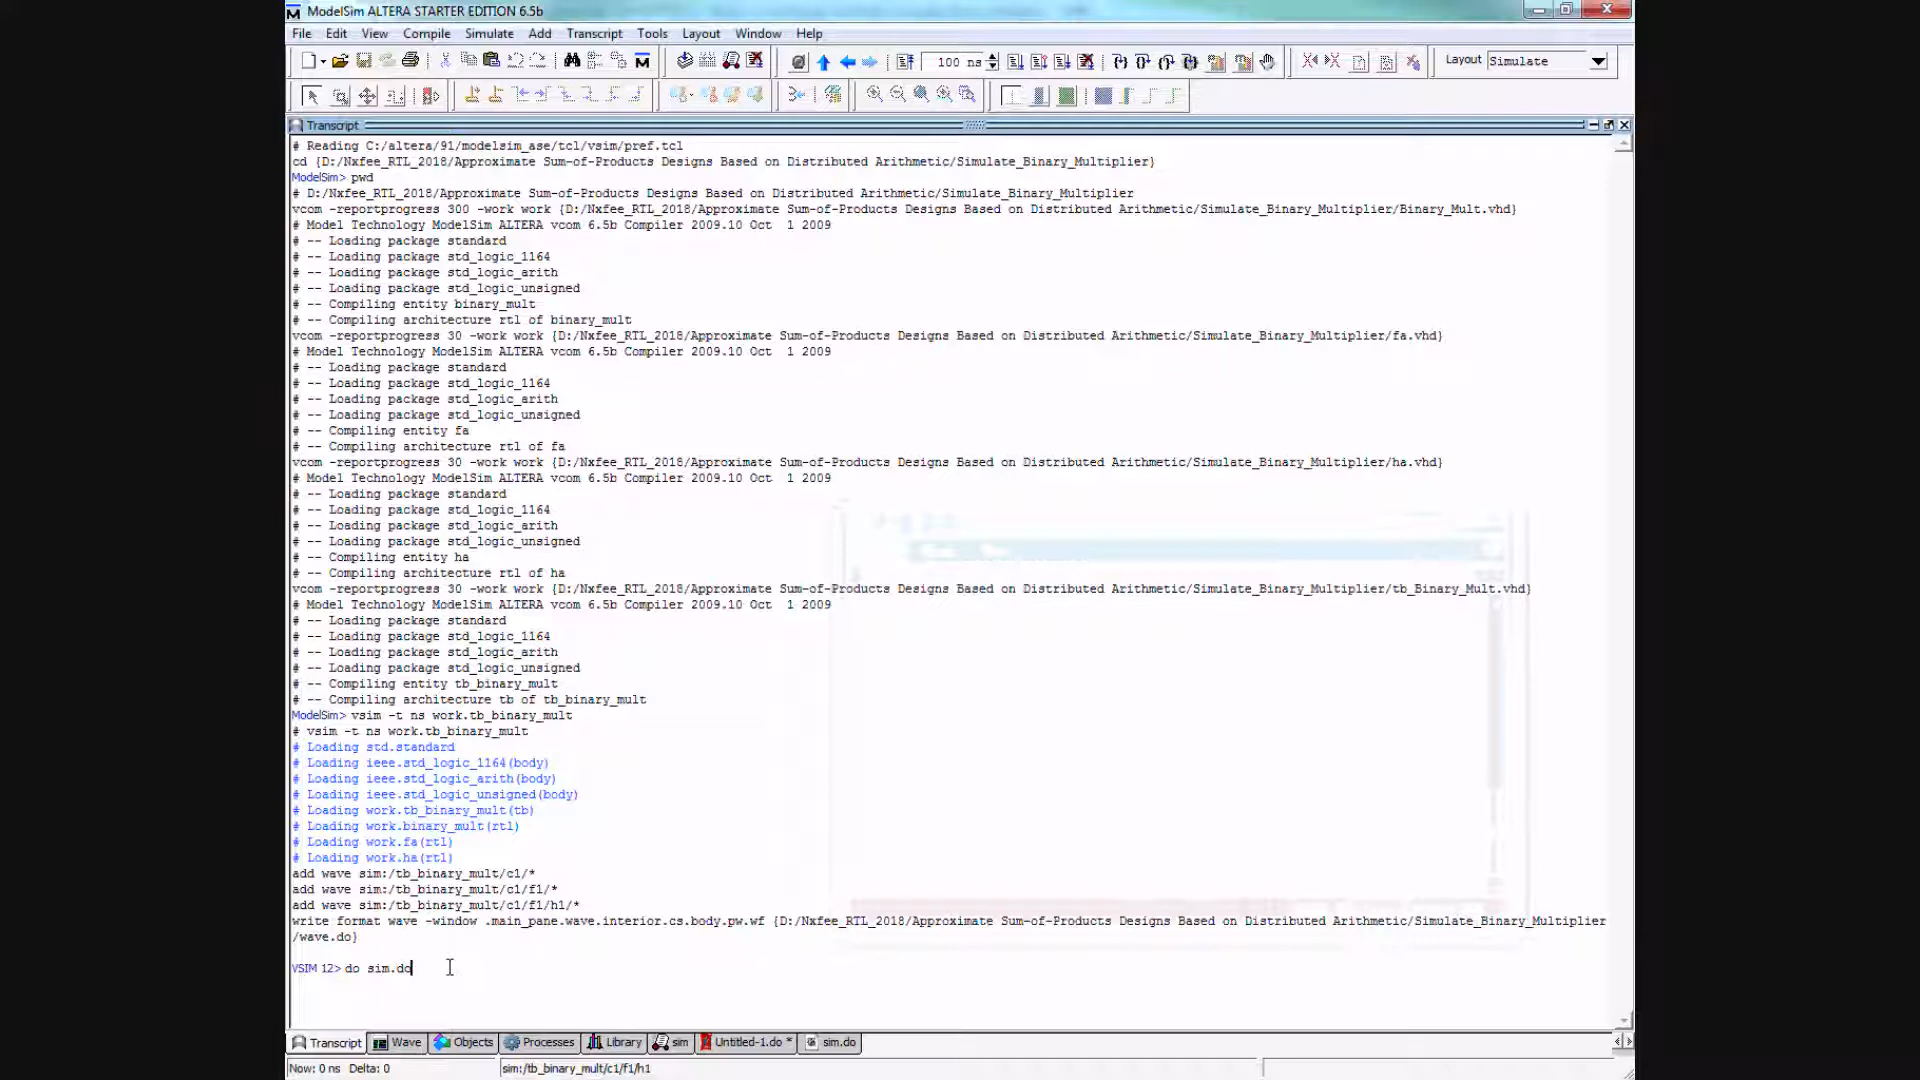 ModelSim ALTERA STARTER EDITION 6.5b
File Edit View Compile Simulate Add Transcript Tools Layout Window Help
100 ns
Layout Simulate
Transcript
# Reading C:/altera/91/modelsim_ase/tcl/vsim/pref.tcl
cd {D:/Nxfee_RTL_2018/Approximate Sum-of-Products Designs Based on Distributed Arithmetic/Simulate_Binary_Multiplier}
ModelSim> pwd
# D:/Nxfee_RTL_2018/Approximate Sum-of-Products Designs Based on Distributed Arithmetic/Simulate_Binary_Multiplier
vcom -reportprogress 300 -work work {D:/Nxfee_RTL_2018/Approximate Sum-of-Products Designs Based on Distributed Arithmetic/Simulate_Binary_Multiplier/Binary_Mult.vhd}
# Model Technology ModelSim ALTERA vcom 6.5b Compiler 2009.10 Oct  1 2009
# -- Loading package standard
# -- Loading package std_logic_1164
# -- Loading package std_logic_arith
# -- Loading package std_logic_unsigned
# -- Compiling entity binary_mult
# -- Compiling architecture rtl of binary_mult
vcom -reportprogress 30 -work work {D:/Nxfee_RTL_2018/Approximate Sum-of-Products Designs Based on Distributed Arithmetic/Simulate_Binary_Multiplier/fa.vhd}
# Model Technology ModelSim ALTERA vcom 6.5b Compiler 2009.10 Oct  1 2009
# -- Loading package standard
# -- Loading package std_logic_1164
# -- Loading package std_logic_arith
# -- Loading package std_logic_unsigned
# -- Compiling entity fa
# -- Compiling architecture rtl of fa
vcom -reportprogress 30 -work work {D:/Nxfee_RTL_2018/Approximate Sum-of-Products Designs Based on Distributed Arithmetic/Simulate_Binary_Multiplier/ha.vhd}
# Model Technology ModelSim ALTERA vcom 6.5b Compiler 2009.10 Oct  1 2009
# -- Loading package standard
# -- Loading package std_logic_1164
# -- Loading package std_logic_arith
# -- Loading package std_logic_unsigned
# -- Compiling entity ha
# -- Compiling architecture rtl of ha
vcom -reportprogress 30 -work work {D:/Nxfee_RTL_2018/Approximate Sum-of-Products Designs Based on Distributed Arithmetic/Simulate_Binary_Multiplier/tb_Binary_Mult.vhd}
# Model Technology ModelSim ALTERA vcom 6.5b Compiler 2009.10 Oct  1 2009
# -- Loading package standard
# -- Loading package std_logic_1164
# -- Loading package std_logic_arith
# -- Loading package std_logic_unsigned
# -- Compiling entity tb_binary_mult
# -- Compiling architecture tb of tb_binary_mult
ModelSim> vsim -t ns work.tb_binary_mult
# vsim -t ns work.tb_binary_mult
# Loading std.standard
# Loading ieee.std_logic_1164(body)
# Loading ieee.std_logic_arith(body)
# Loading ieee.std_logic_unsigned(body)
# Loading work.tb_binary_mult(tb)
# Loading work.binary_mult(rtl)
# Loading work.fa(rtl)
# Loading work.ha(rtl)
add wave sim:/tb_binary_mult/c1/*
add wave sim:/tb_binary_mult/c1/f1/*
add wave sim:/tb_binary_mult/c1/f1/h1/*
write format wave -window .main_pane.wave.interior.cs.body.pw.wf {D:/Nxfee_RTL_2018/Approximate Sum-of-Products Designs Based on Distributed Arithmetic/Simulate_Binary_Multiplier
/wave.do}
VSIM 12> do sim.do
Transcript Wave Objects Processes Library sim Untitled-1.do * sim.do
Now: 0 ns Delta: 0 sim:/tb_binary_mult/c1/f1/h1